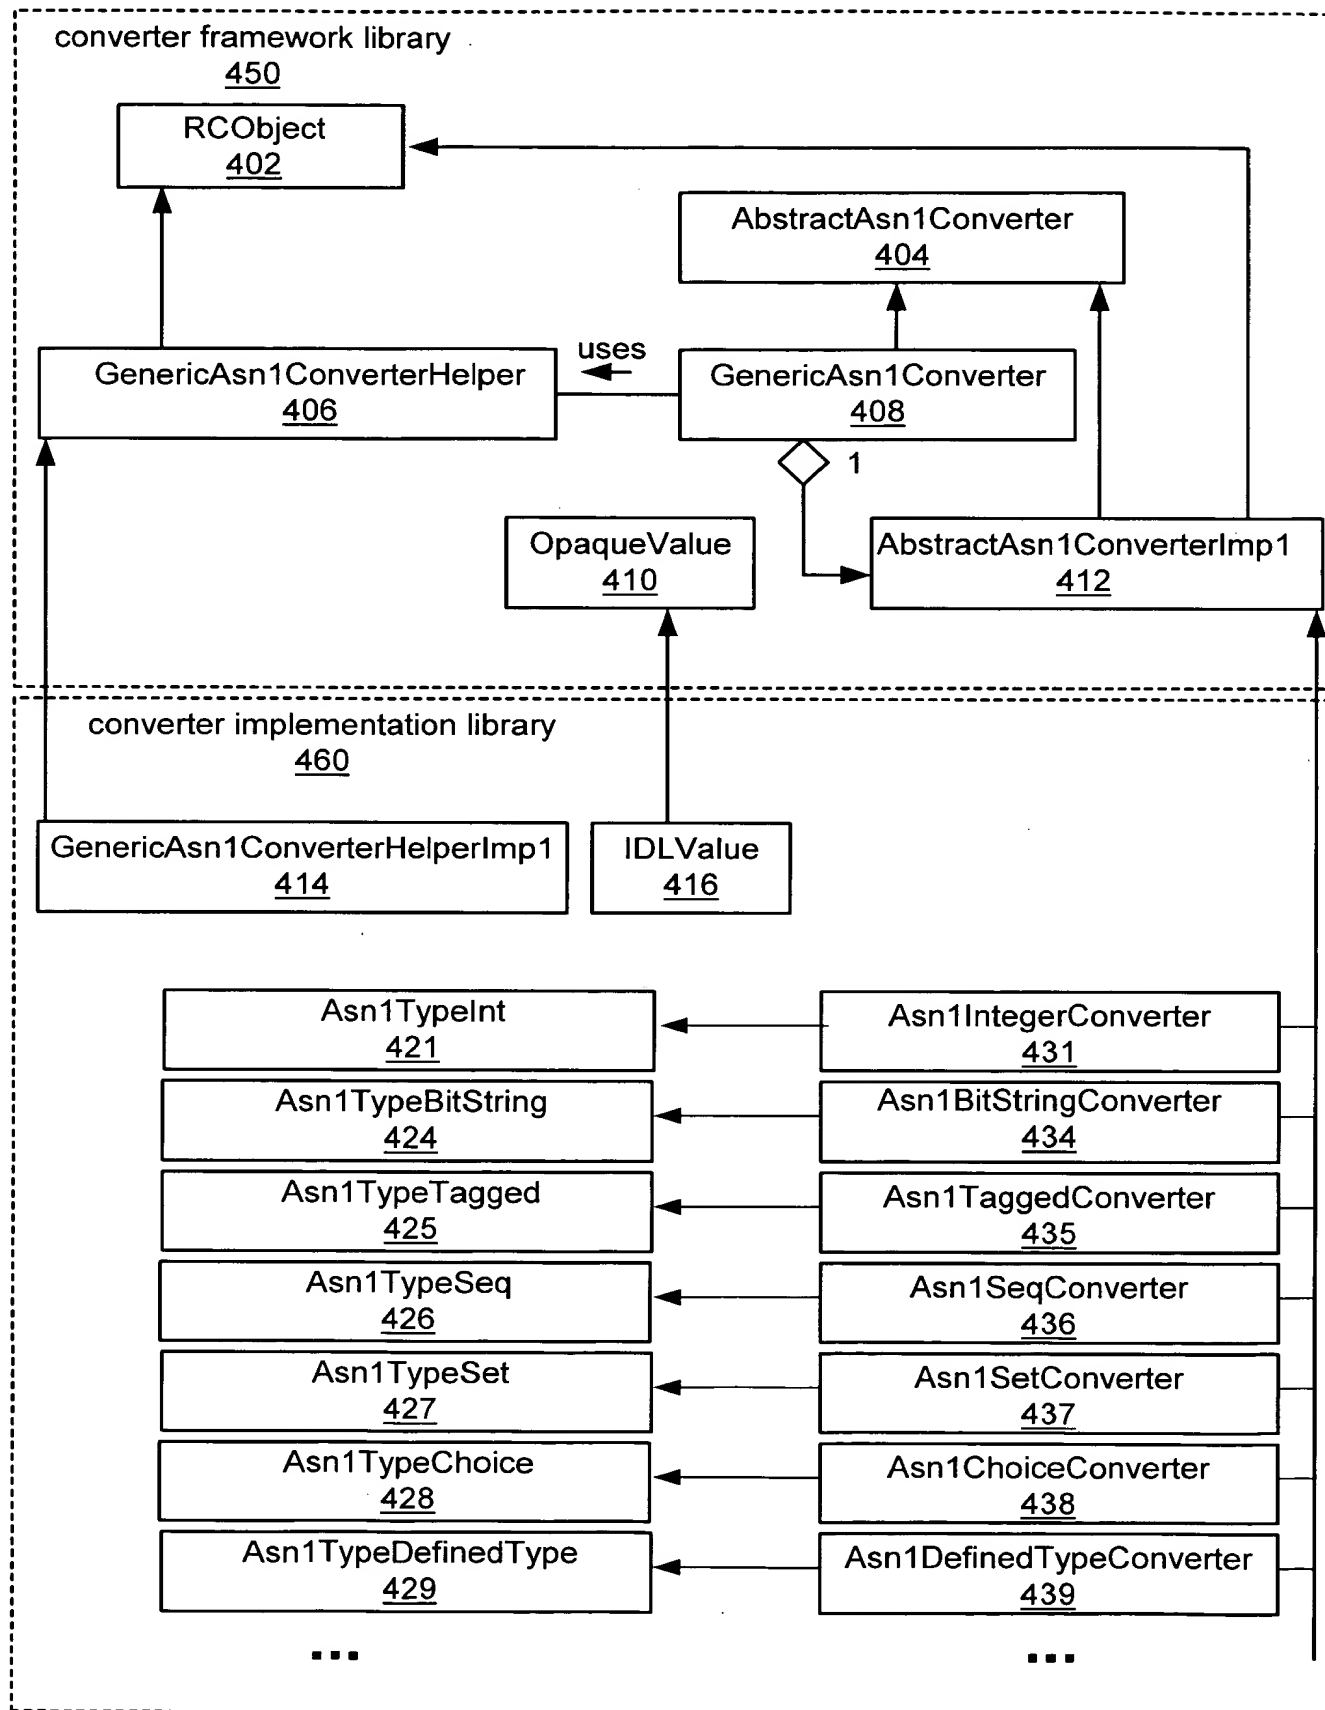 converter framework library
450
RCObject
402
AbstractAsn1Converter
404
uses
GenericAsn1ConverterHelper
406
GenericAsn1Converter
408
1
OpaqueValue
410
AbstractAsn1ConverterImp1
412
converter implementation library
460
GenericAsn1ConverterHelperImp1
414
IDLValue
416
Asn1TypeInt
421
Asn1IntegerConverter
431
Asn1TypeBitString
424
Asn1BitStringConverter
434
Asn1TypeTagged
425
Asn1TaggedConverter
435
Asn1TypeSeq
426
Asn1SeqConverter
436
Asn1TypeSet
427
Asn1SetConverter
437
Asn1TypeChoice
428
Asn1ChoiceConverter
438
Asn1TypeDefinedType
429
Asn1DefinedTypeConverter
439
...
...